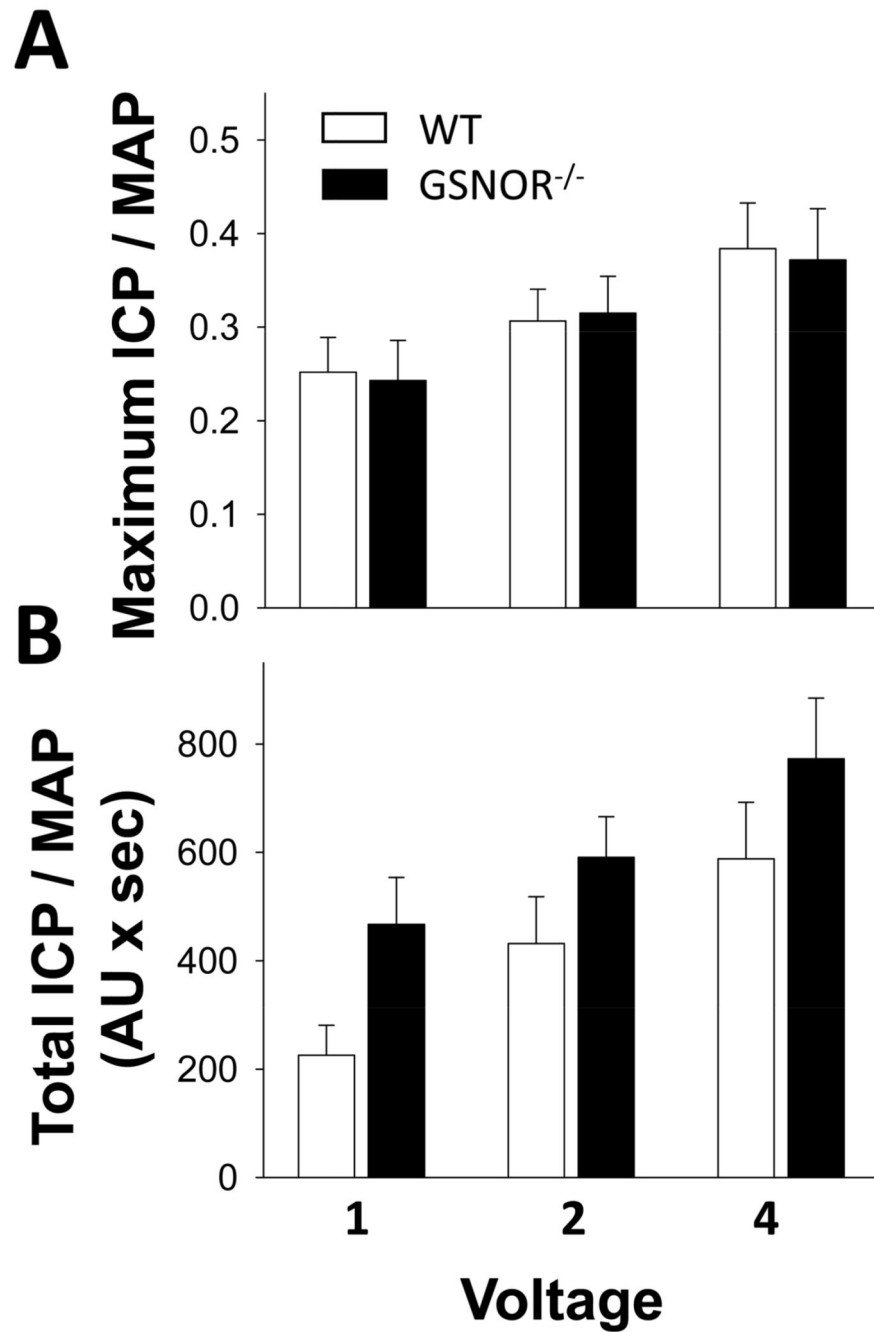 A
Maximum ICP / MAP
0.5
0.4
0.3
0.2
0.1
0.0
WT
GSNOR-/-
B
Total ICP / MAP
(AU x sec)
800
600
400
200
0
1 2 4
Voltage